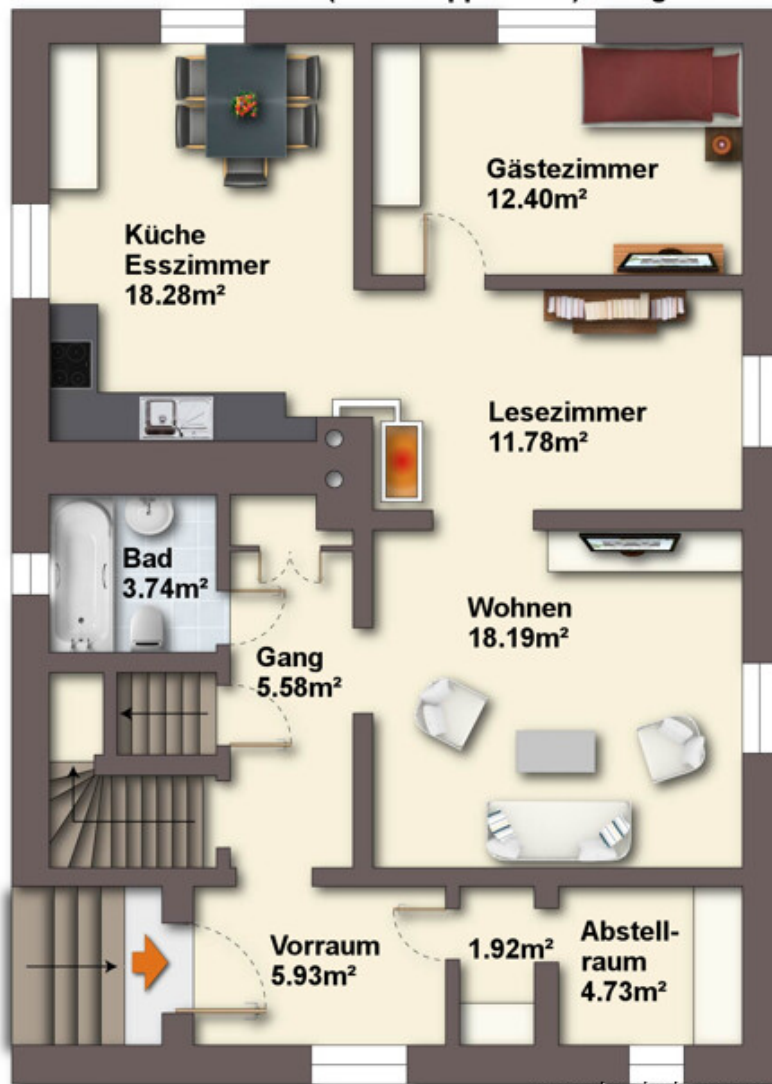 Gästezimmer
12.40m²
Küche
Esszimmer
18.28m²
Lesezimmer
11.78m²
Bad
3.74m²
Wohnen
18.19m²
Gang
5.58m²
Vorraum
5.93m²
1.92m²
Abstell-
raum
4.73m²